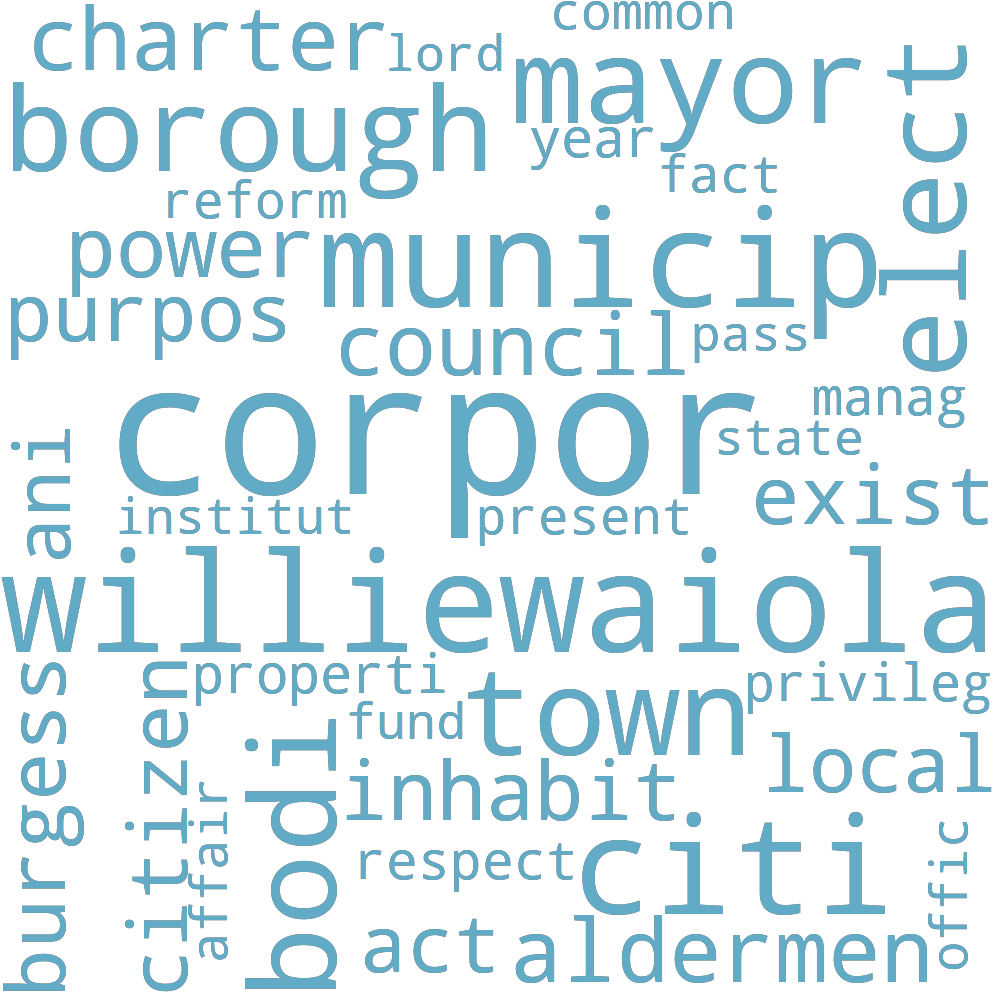 common
charter
lord
mayor
elect
borough
year
fact
reform
power
municip
purpos
council
pass
manag
corpor
state
ani
exist
institut
present
williewaiola
burgess
citizen
properti
privileg
town
fund
bodi
local
inhabit
affair
citi
offic
respect
act
aldermen